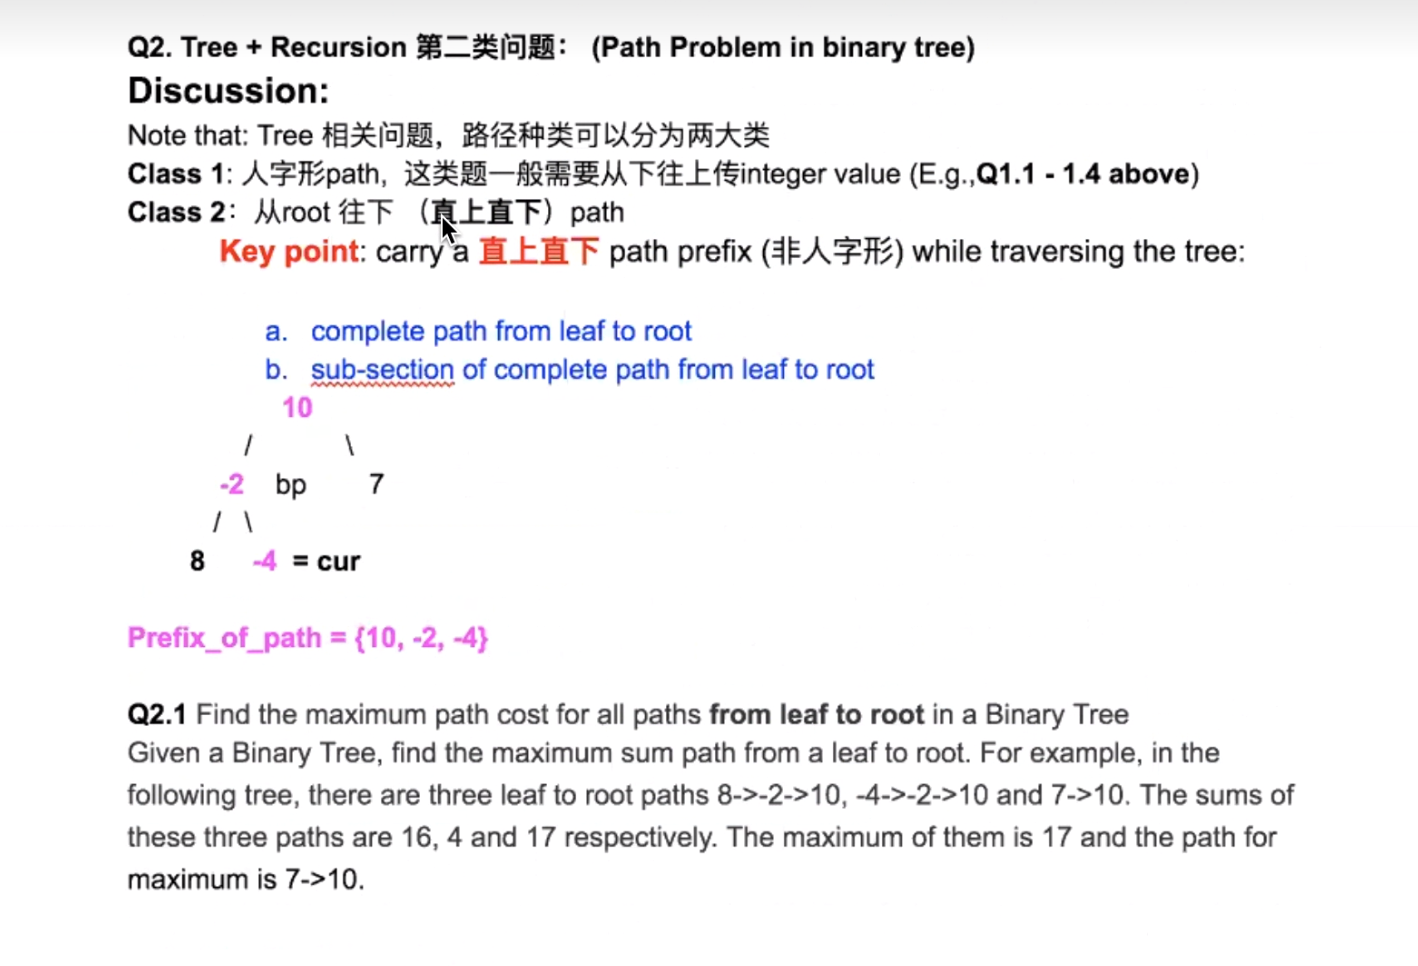 Q2. Tree + Recursion 第二类问题： (Path Problem in binary tree)
Discussion:
Note that: Tree 相关问题，路径种类可以分为两大类
Class 1: 人字形path, 这类题一般需要从下往上传integer value (E.g.,Q1.1 - 1.4 above)
Class 2：从root 往下 （直上直下）path
Key point: carry a 直上直下 path prefix (非人字形) while traversing the tree:
a. complete path from leaf to root
b. sub-section of complete path from leaf to root
10
/ \
-2 bp 7
/ \
8 -4 = cur
Prefix_of_path = {10, -2, -4}
Q2.1 Find the maximum path cost for all paths from leaf to root in a Binary Tree
Given a Binary Tree, find the maximum sum path from a leaf to root. For example, in the
following tree, there are three leaf to root paths 8->-2->10, -4->-2->10 and 7->10. The sums of
these three paths are 16, 4 and 17 respectively. The maximum of them is 17 and the path for
maximum is 7->10.